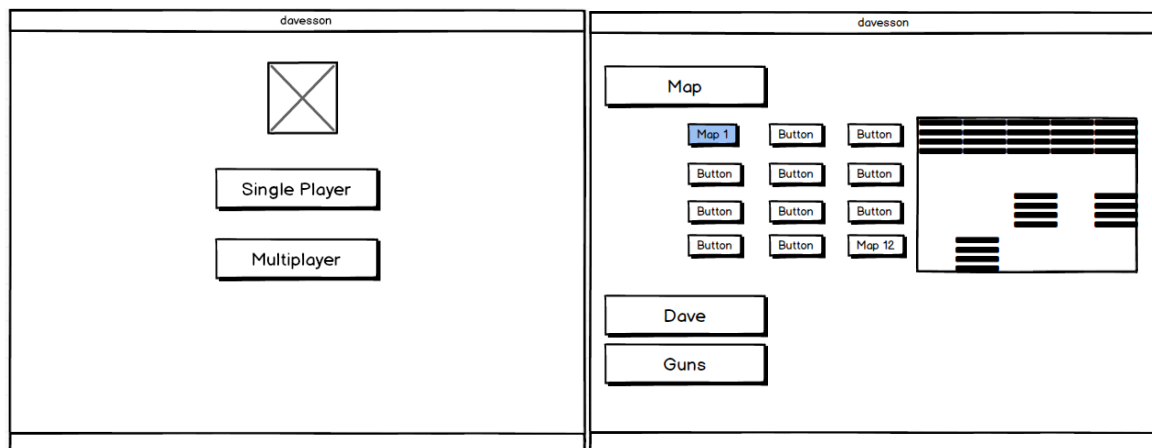 davesson
Single Player
Multiplayer
davesson
Map
Map 1 Button Button
Button Button Button
Button Button Button
Button Button Map 12
Dave
Guns